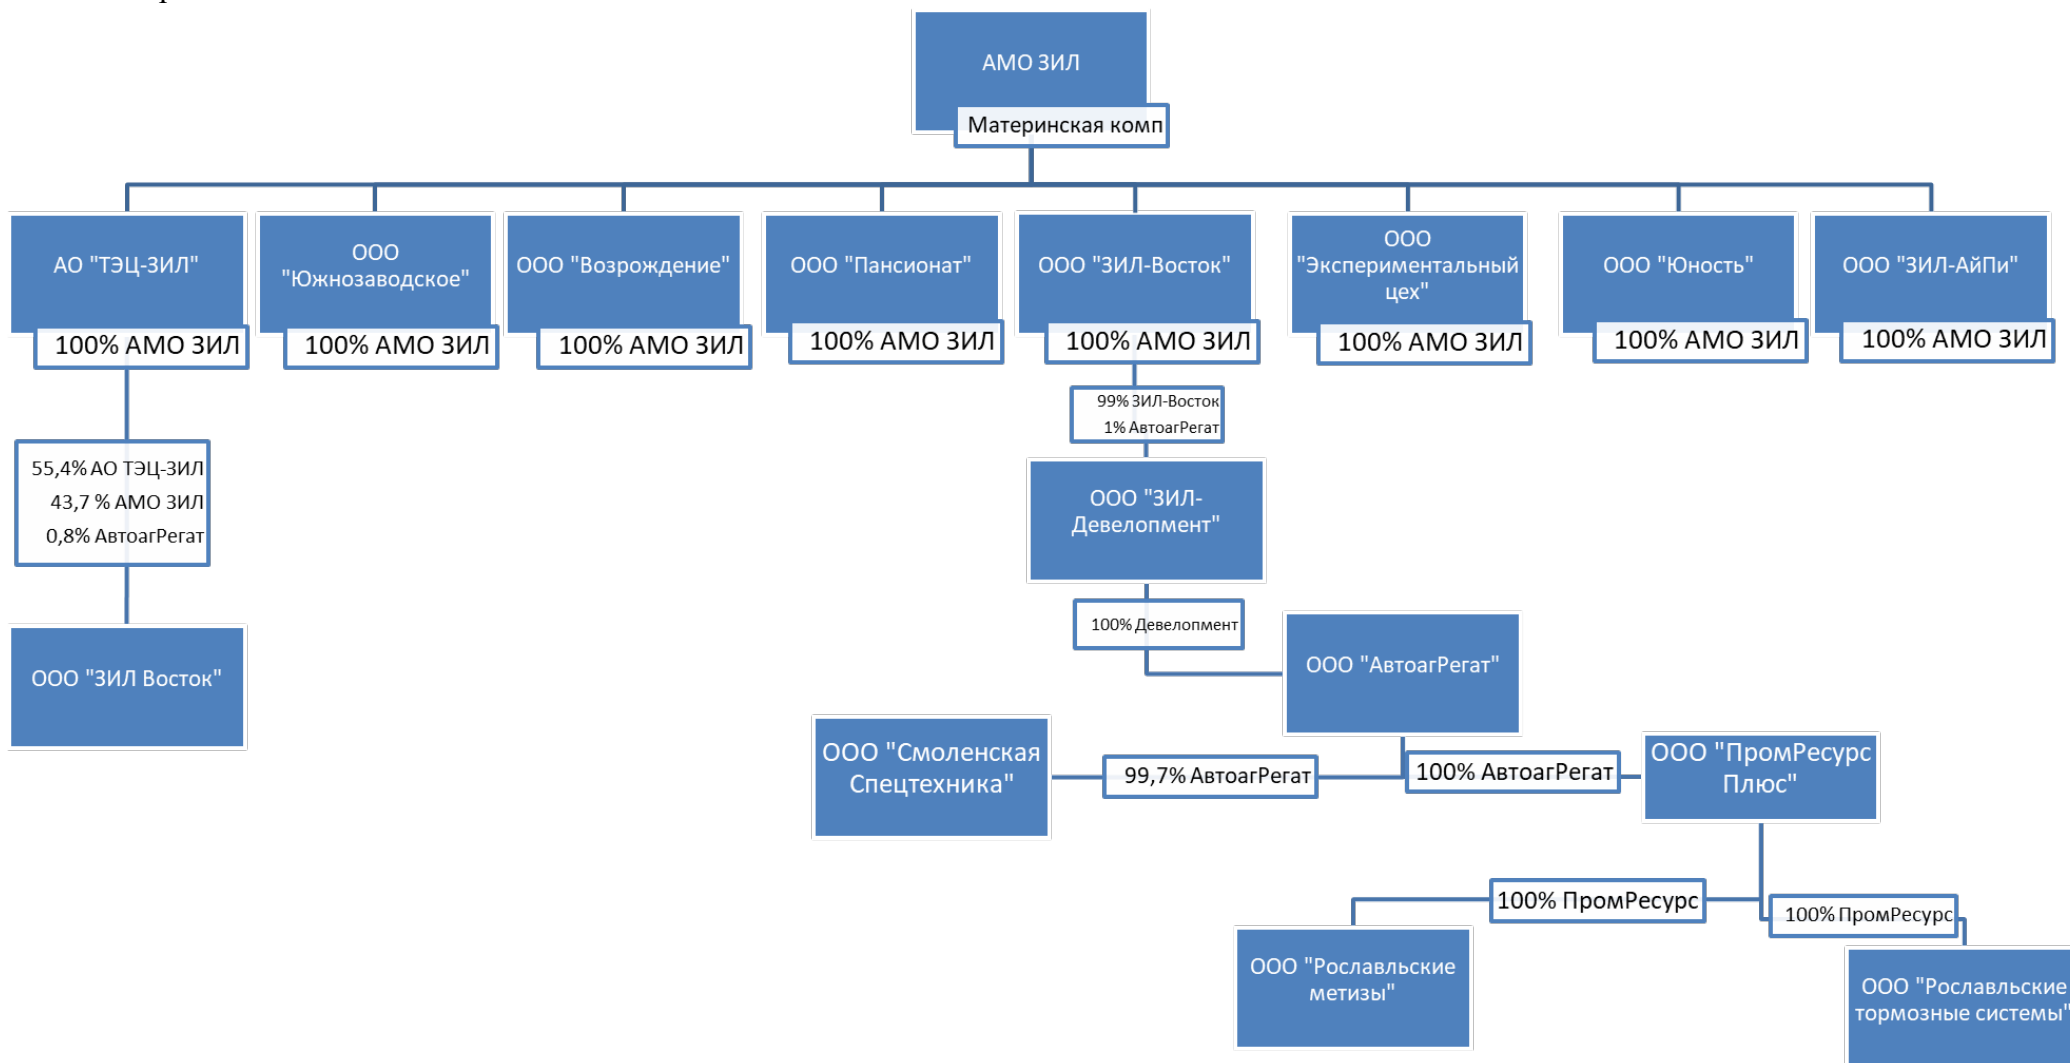 АМО ЗИЛ
Материнская комп
АО "ТЭЦ-ЗИЛ"
100% АМО ЗИЛ
ООО
"Южнозаводское"
100% АМО ЗИЛ
ООО "Возрождение"
100% АМО ЗИЛ
ООО "Пансионат"
100% АМО ЗИЛ
ООО "ЗИЛ-Восток"
100% АМО ЗИЛ
ООО
"Экспериментальный
цех"
100% АМО ЗИЛ
ООО "Юность"
100% АМО ЗИЛ
ООО "ЗИЛ-АйПи"
100% АМО ЗИЛ
55,4% АО ТЭЦ-ЗИЛ
43,7 % АМО ЗИЛ
0,8% АвтоагРегат
ООО "ЗИЛ Восток"
99% ЗИЛ-Восток
1% АвтоагРегат
ООО "ЗИЛ-
Девелопмент"
100% Девелопмент
ООО "АвтоагРегат"
ООО "Смоленская
Спецтехника"
99,7% АвтоагРегат
100% АвтоагРегат
ООО "ПромРесурс
Плюс"
100% ПромРесурс
100% ПромРесурс
ООО "Рославльские
метизы"
ООО "Рославльские
тормозные системы"